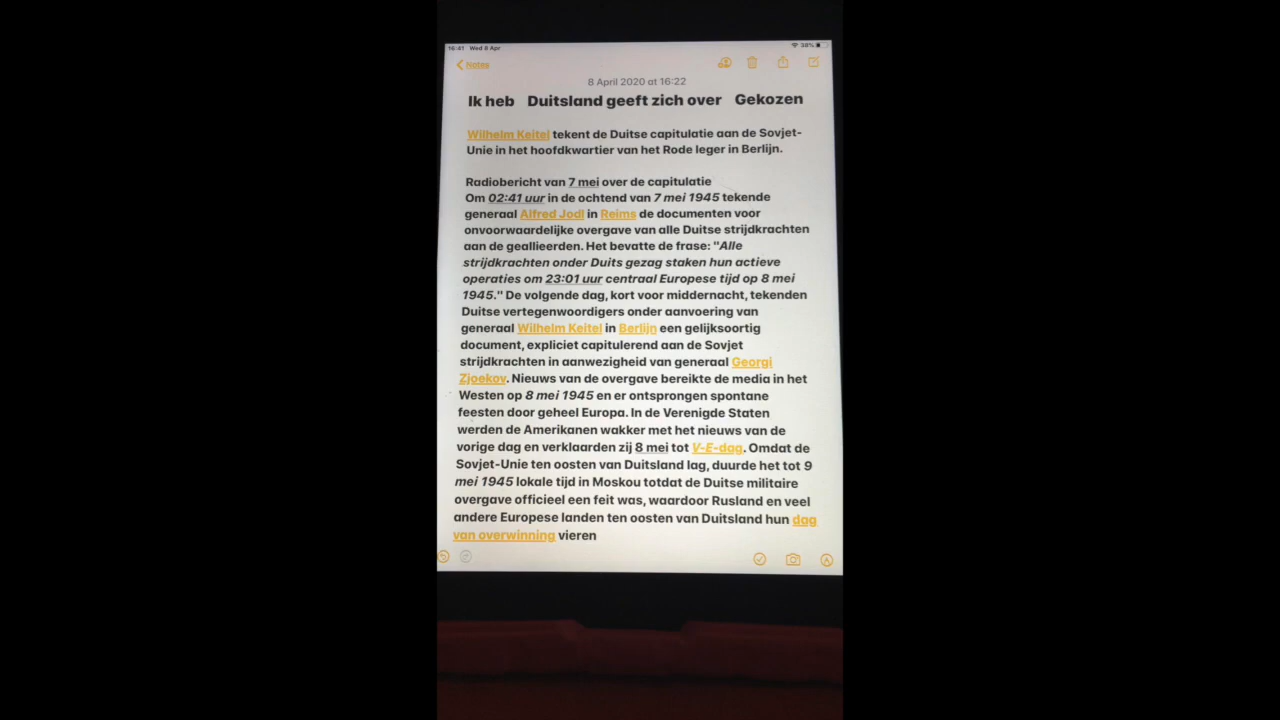 16:41 Wed 8 Apr
38%
Notes
8 April 2020 at 16:22
Ik heb Duitsland geeft zich over Gekozen
Wilhelm Keitel tekent de Duitse capitulatie aan de Sovjet-
Unie in het hoofdkwartier van het Rode leger in Berlijn.
Radiobericht van 7 mei over de capitulatie
Om 02:41 uur in de ochtend van 7 mei 1945 tekende
generaal Alfred Jodl in Reims de documenten voor
onvoorwaardelijke overgave van alle Duitse strijdkrachten
aan de geallieerden. Het bevatte de frase: "Alle
strijdkrachten onder Duits gezag staken hun actieve
operaties om 23:01 uur centraal Europese tijd op 8 mei
1945." De volgende dag, kort voor middernacht, tekenden
Duitse vertegenwoordigers onder aanvoering van
generaal Wilhelm Keitel in Berlijn een gelijksoortig
document, expliciet capitulerend aan de Sovjet
strijdkrachten in aanwezigheid van generaal Georgi
Zjoekov. Nieuws van de overgave bereikte de media in het
Westen op 8 mei 1945 en er ontsprongen spontane
feesten door geheel Europa. In de Verenigde Staten
werden de Amerikanen wakker met het nieuws van de
vorige dag en verklaarden zij 8 mei tot V-E-dag. Omdat de
Sovjet-Unie ten oosten van Duitsland lag, duurde het tot 9
mei 1945 lokale tijd in Moskou totdat de Duitse militaire
overgave officieel een feit was, waardoor Rusland en veel
andere Europese landen ten oosten van Duitsland hun dag
van overwinning vieren